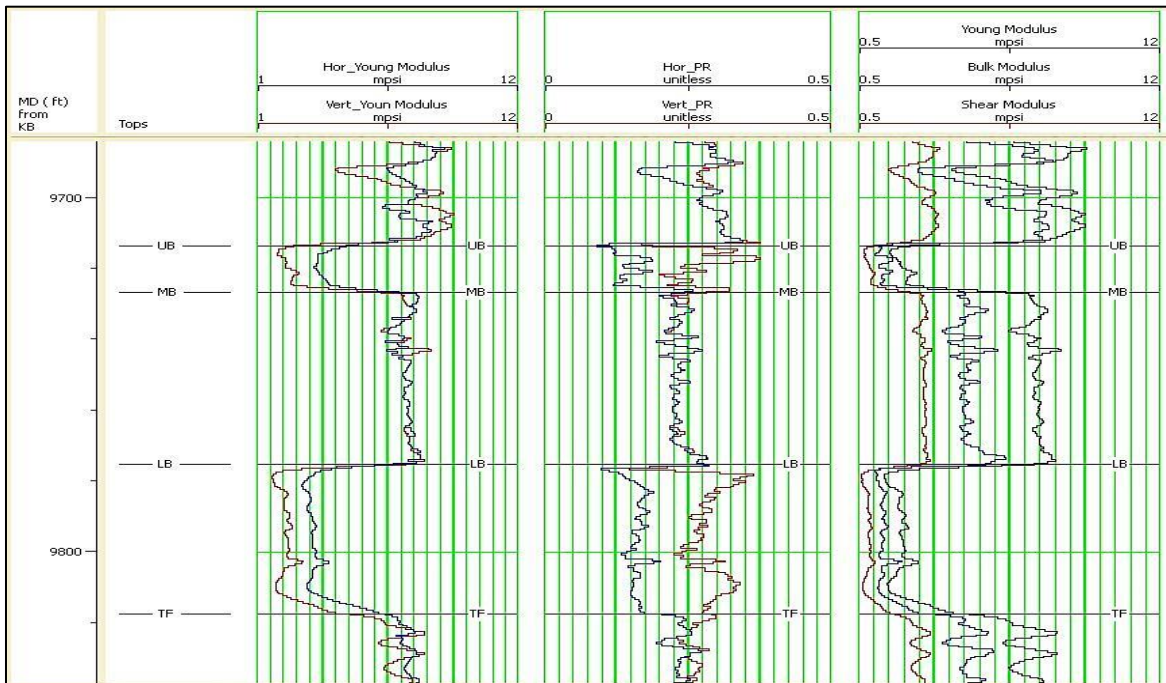 Young Modulus
0.5 mpsi 12
Hor_Young Modulus
1 mpsi 12
Hor_PR
0 unitless 0.5
Bulk Modulus
0.5 mpsi 12
MD ( ft)
from
KB
Tops
Vert_Youn Modulus
1 mpsi 12
Vert_PR
0 unitless 0.5
Shear Modulus
0.5 mpsi 12
9700
UB UB UB UB
MB MB MB MB
LB LB LB LB
9800
TF TF TF TF